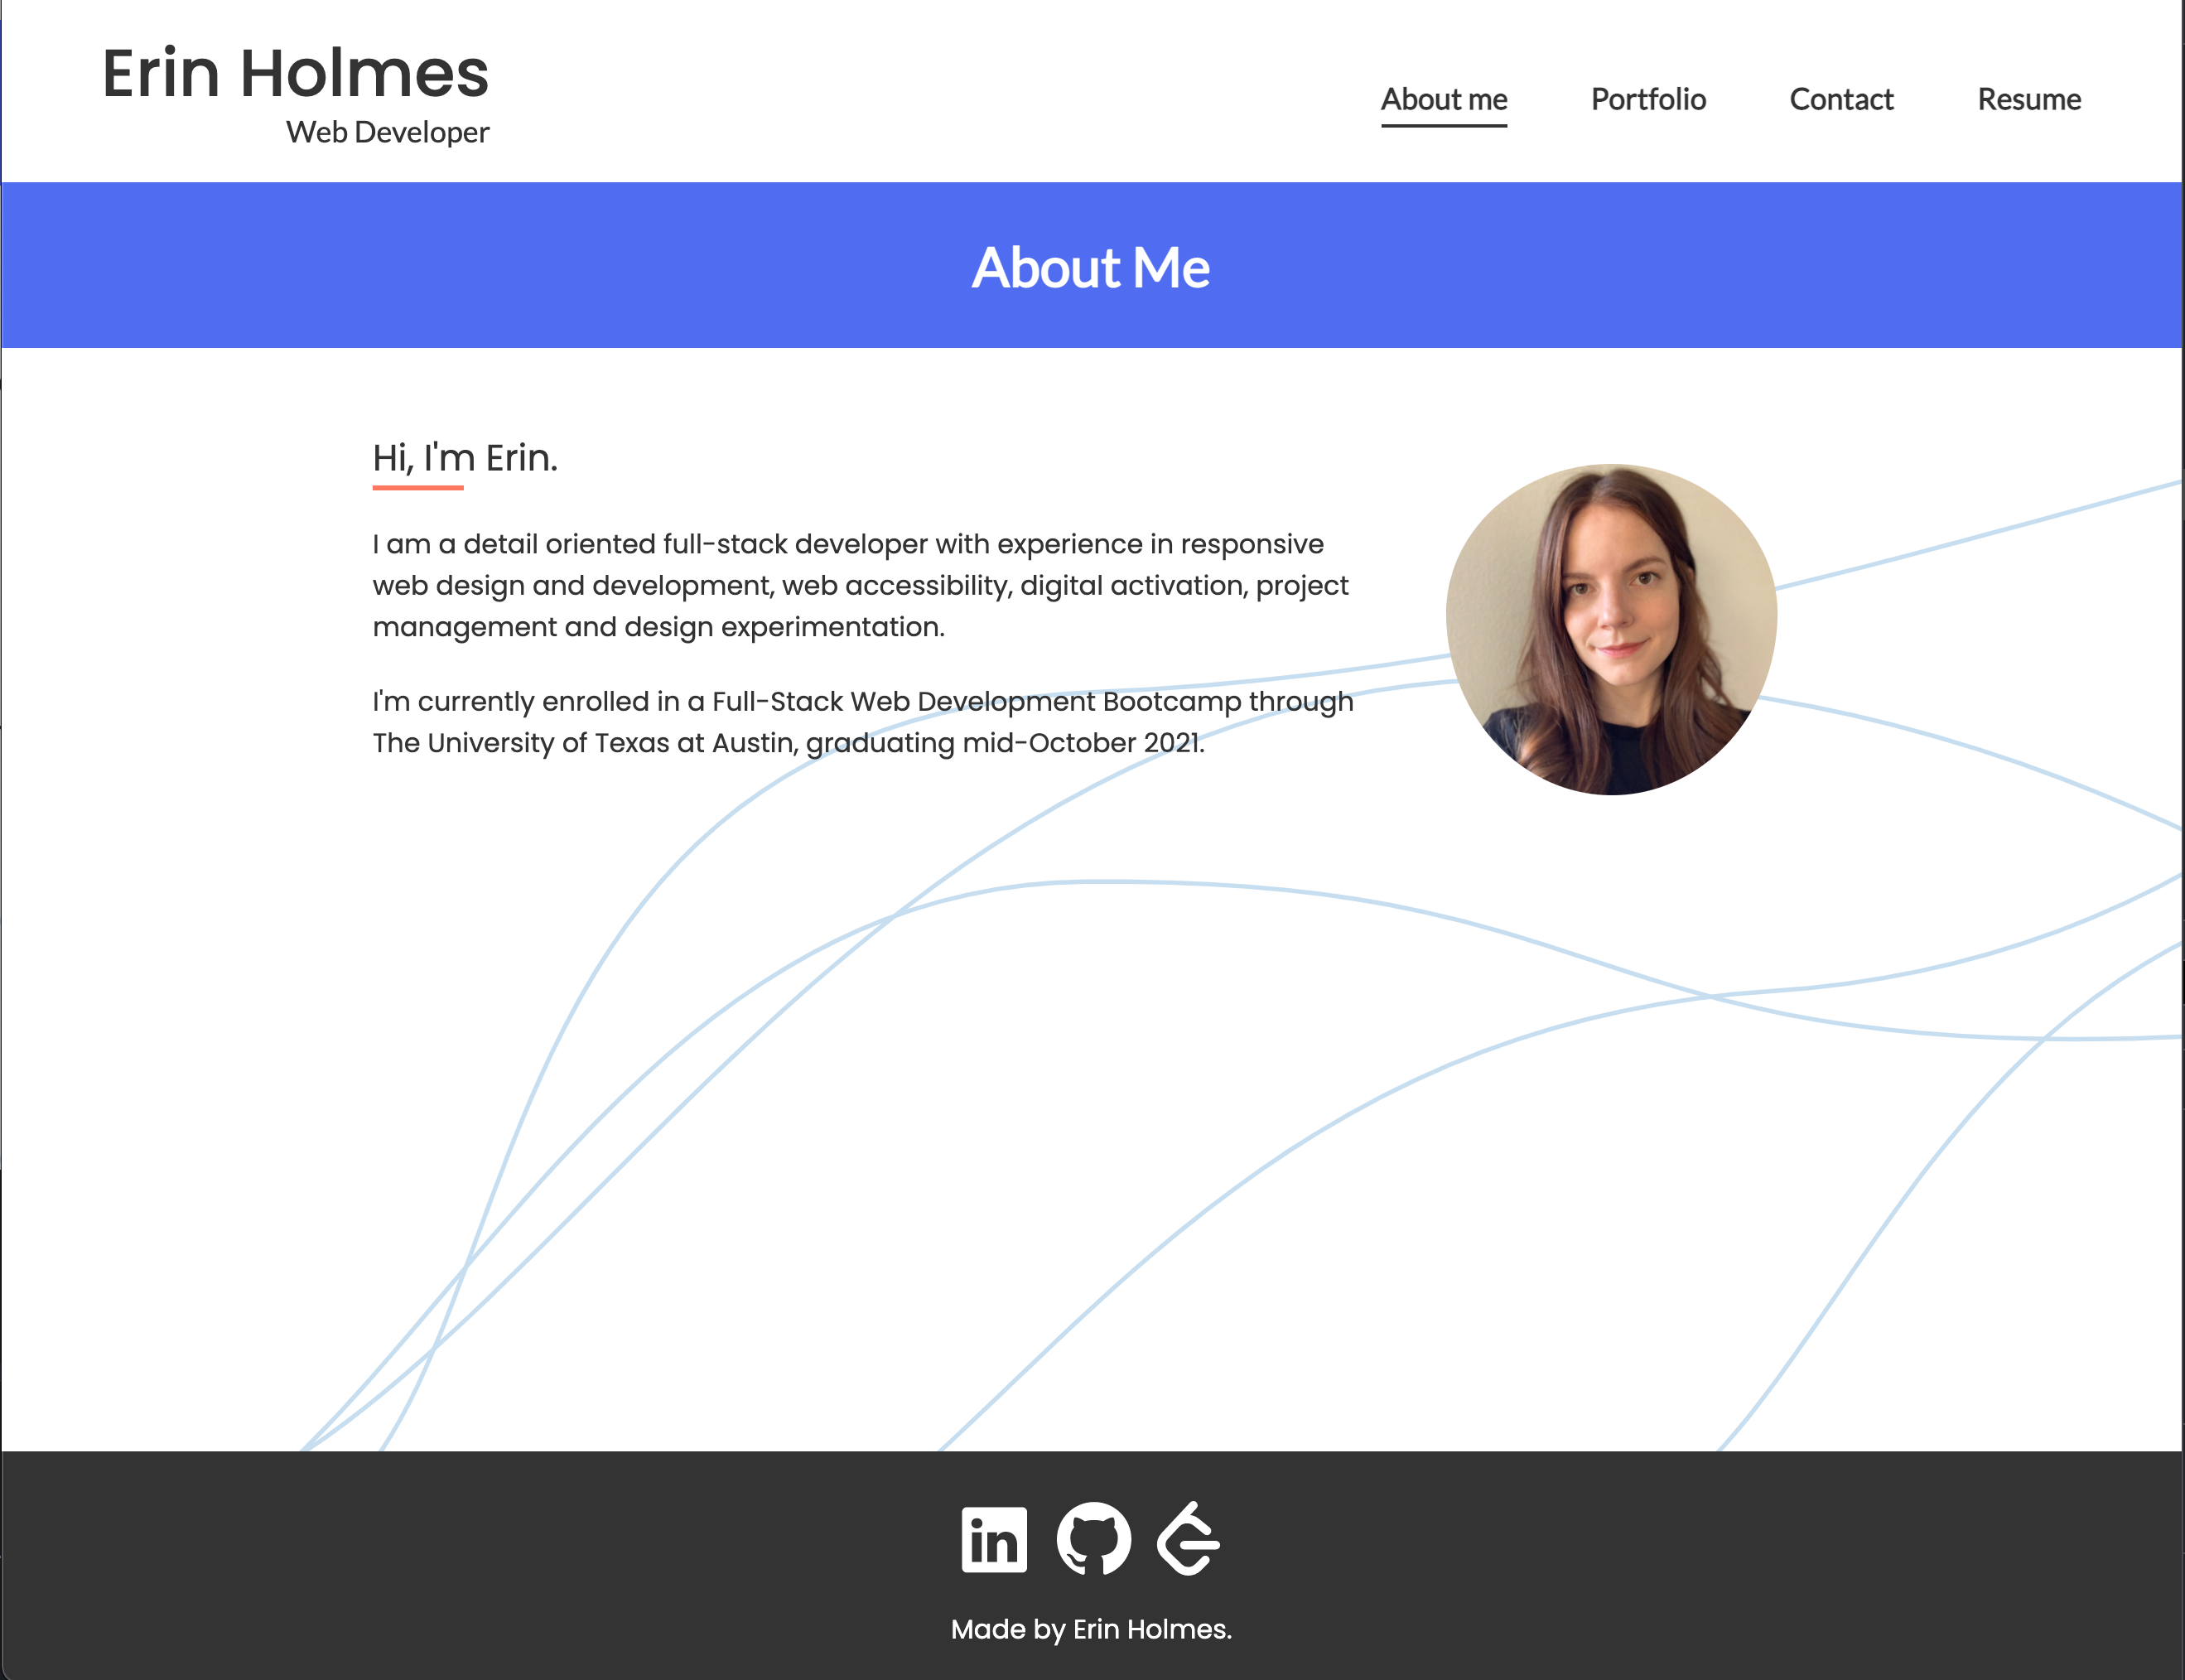 Erin Holmes
Web Developer
About me
Portfolio
Contact
Resume
About Me
Hi, I'm Erin.
I am a detail oriented full-stack developer with experience in responsive
web design and development, web accessibility, digital activation, project
management and design experimentation.
I'm currently enrolled in a Full-Stack Web Development Bootcamp through
The University of Texas at Austin, graduating mid-October 2021.
in
Made by Erin Holmes.